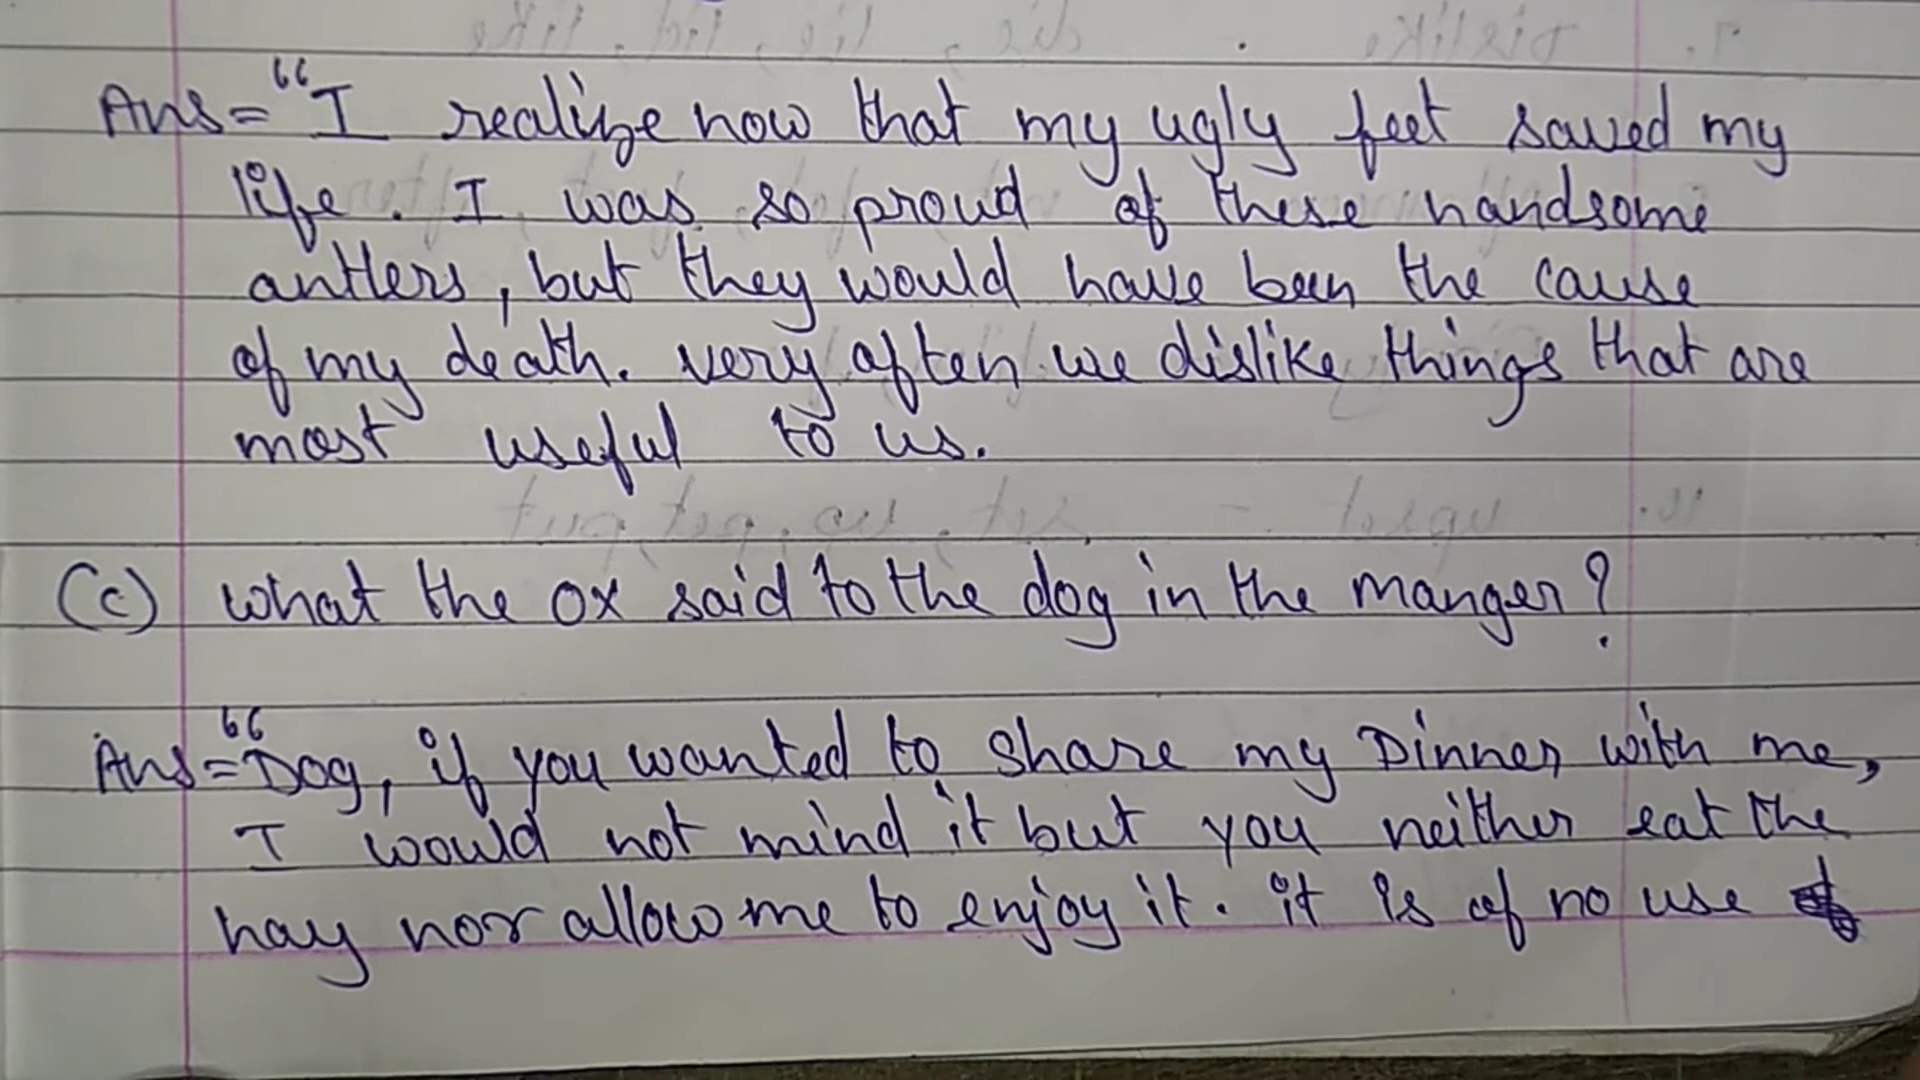 Ans = "I realize now that my ugly feet saved my
life. I was so proud of these handsome
antlers, but they would have been the cause
of my death. very often we dislike things that are
most useful to us.
(c) what the ox said to the dog in the manger?
Ans = "Dog, if you wanted to share my Dinner with me,
I would not mind it but you neither eat the
hay nor allow me to enjoy it. it is of no use